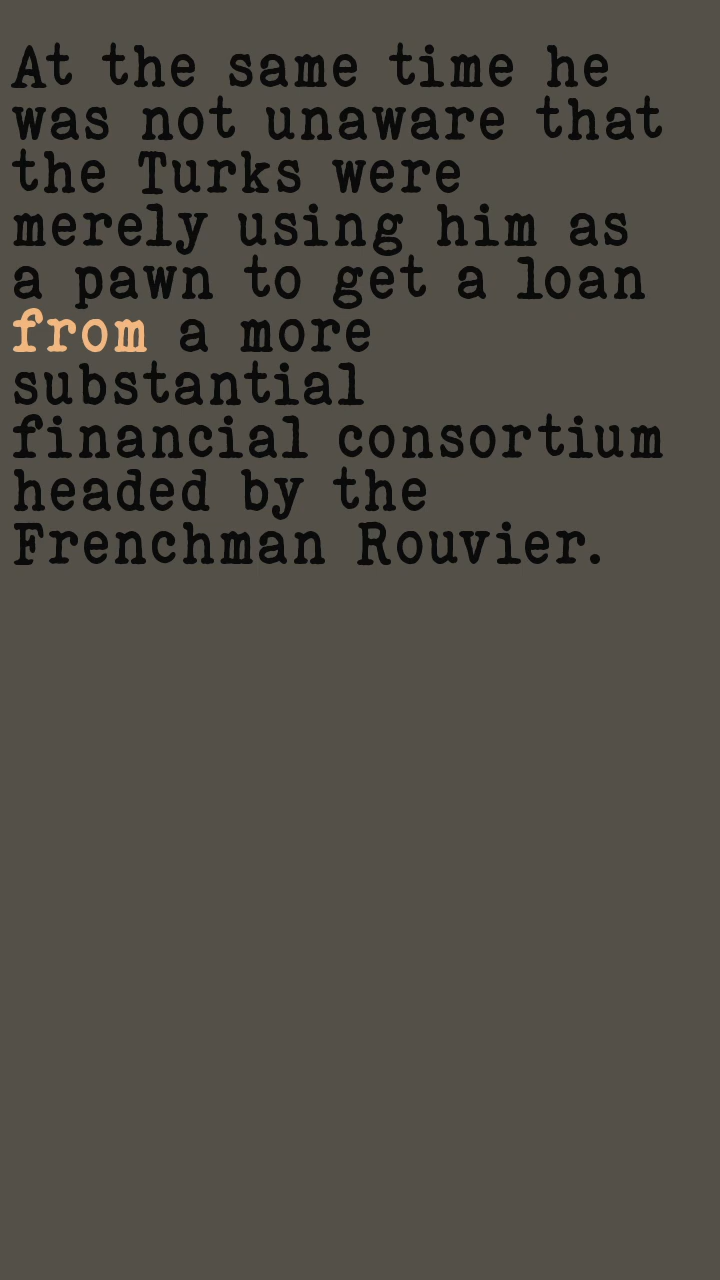 At the same time he
was not unaware that
the Turks were
merely using him as
a pawn to get a loan
from a more
substantial
financial consortium
headed by the
Frenchman Rouvier.